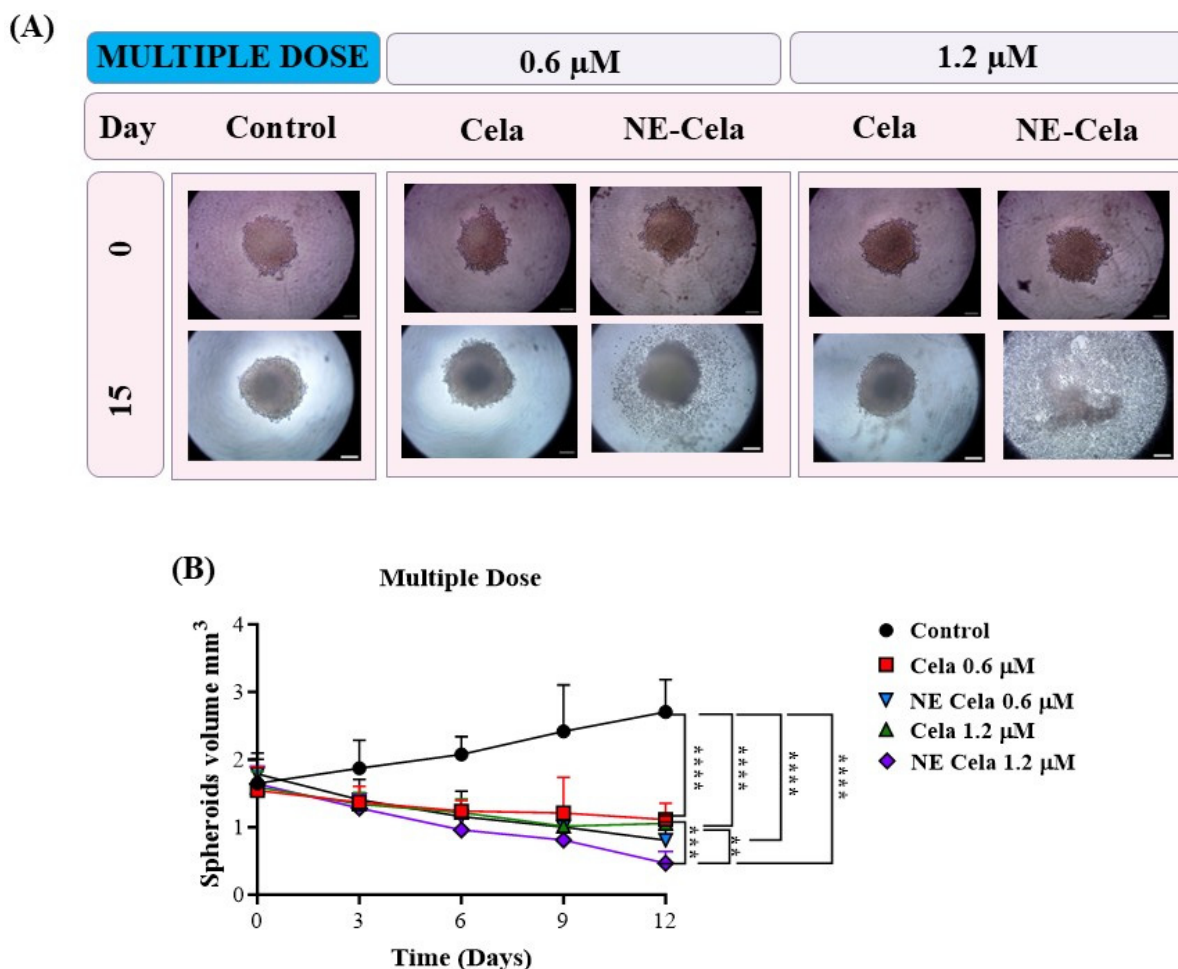 (A)
MULTIPLE DOSE 0.6 μM 1.2 μM
Day Control Cela NE-Cela Cela NE-Cela
0
15
(B)
Multiple Dose
Spheroids volume mm³
4
3
2
1
0
0 3 6 9 12
Time (Days)
Control
Cela 0.6 μM
NE Cela 0.6 μM
Cela 1.2 μM
NE Cela 1.2 μM
****
****
****
****
***
**